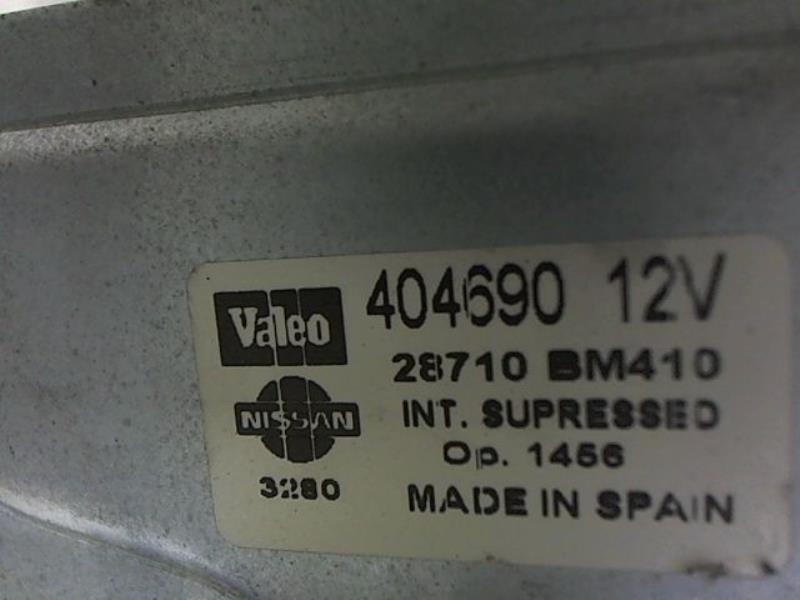 Valeo 404690 12V
28710 BM410
NISSAN INT. SUPRESSED
Op. 1456
3280 MADE IN SPAIN